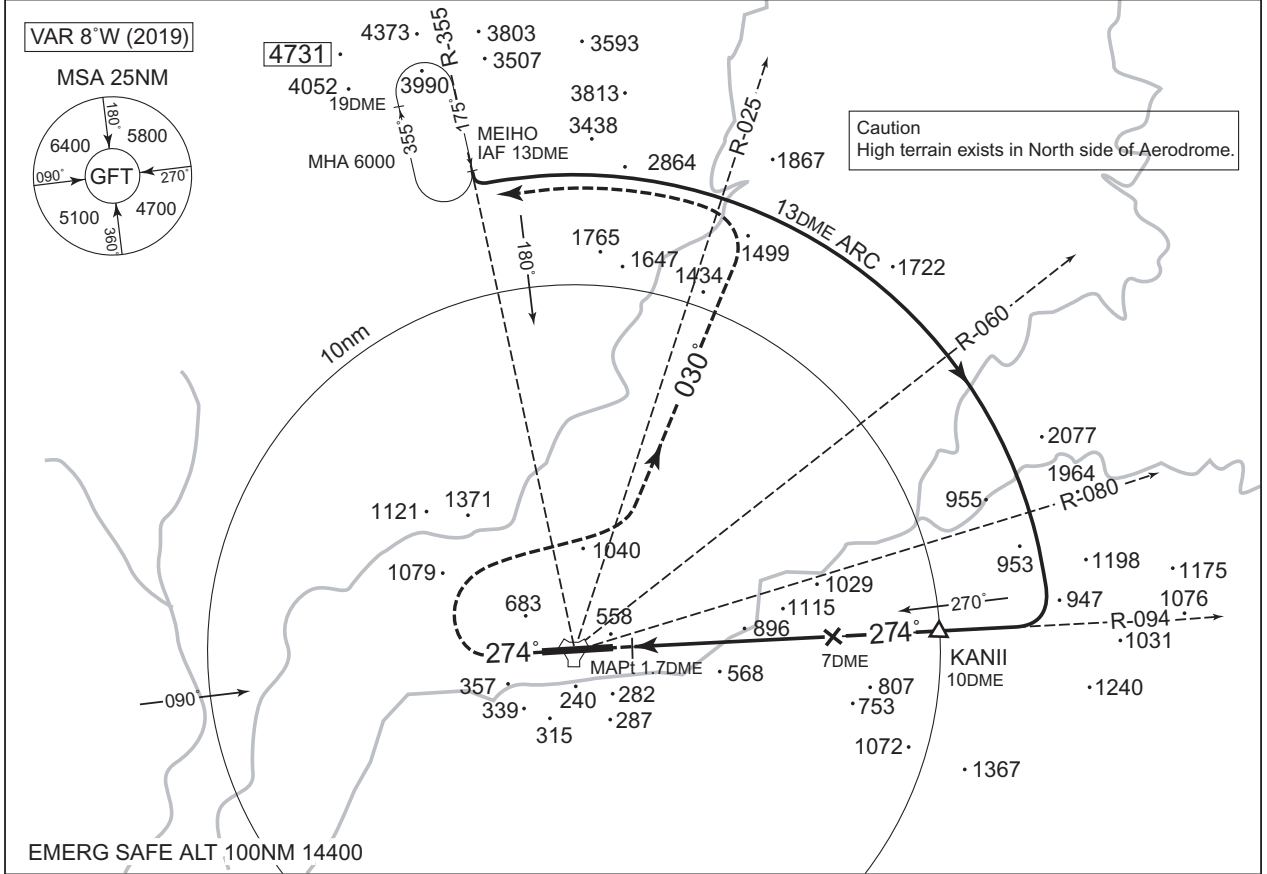 VAR 8°W (2019)
MSA 25NM
180°
6400
5800
090°
GFT
270°
5100
4700
360°
4731
4373
3803
3593
3507
4052
3990
R-355
175°
19DME
355°
MHA 6000
MEIHO
IAF 13DME
3813
3438
2864
R-025
1867
Caution
High terrain exists in North side of Aerodrome.
13DME ARC
180°
1765
1647
1434
1499
1722
10nm
030°
R-060
2077
1964
R-080
955
1121
1371
1040
1079
953
1198
1175
1029
683
558
1115
270°
947
1076
896
R-094
1031
274°
274°
MAPt 1.7DME
7DME
KANII
10DME
568
090°
357
240
282
807
1240
339
287
753
315
1072
1367
EMERG SAFE ALT 100NM 14400